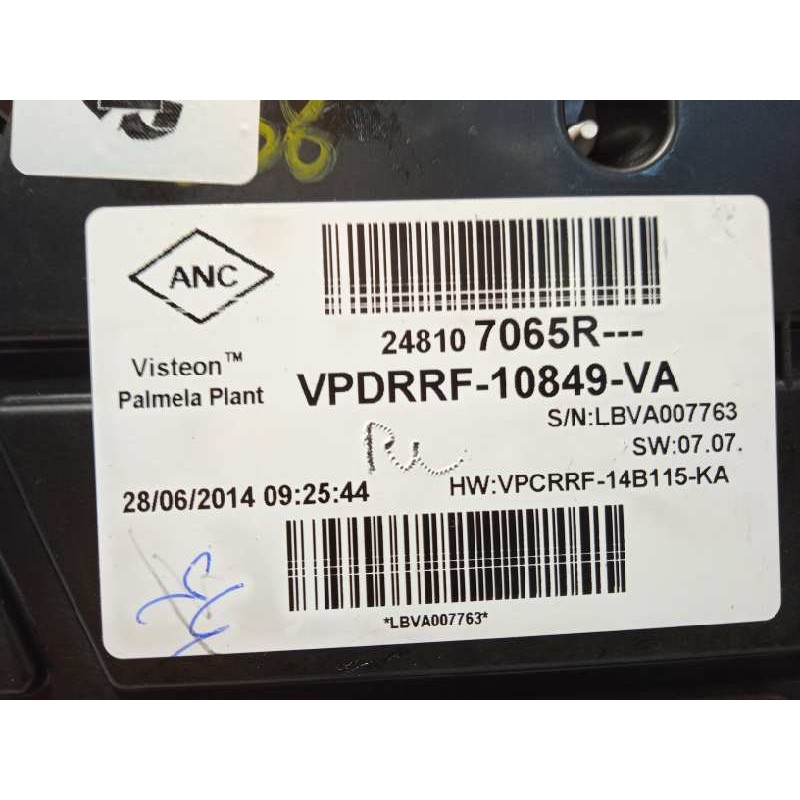 ANC
Visteon™
Palmela Plant
24810 7065R---
VPDRRF-10849-VA
S/N:LBVA007763
SW:07.07.
HW:VPCRRF-14B115-KA
28/06/2014 09:25:44
*LBVA007763*